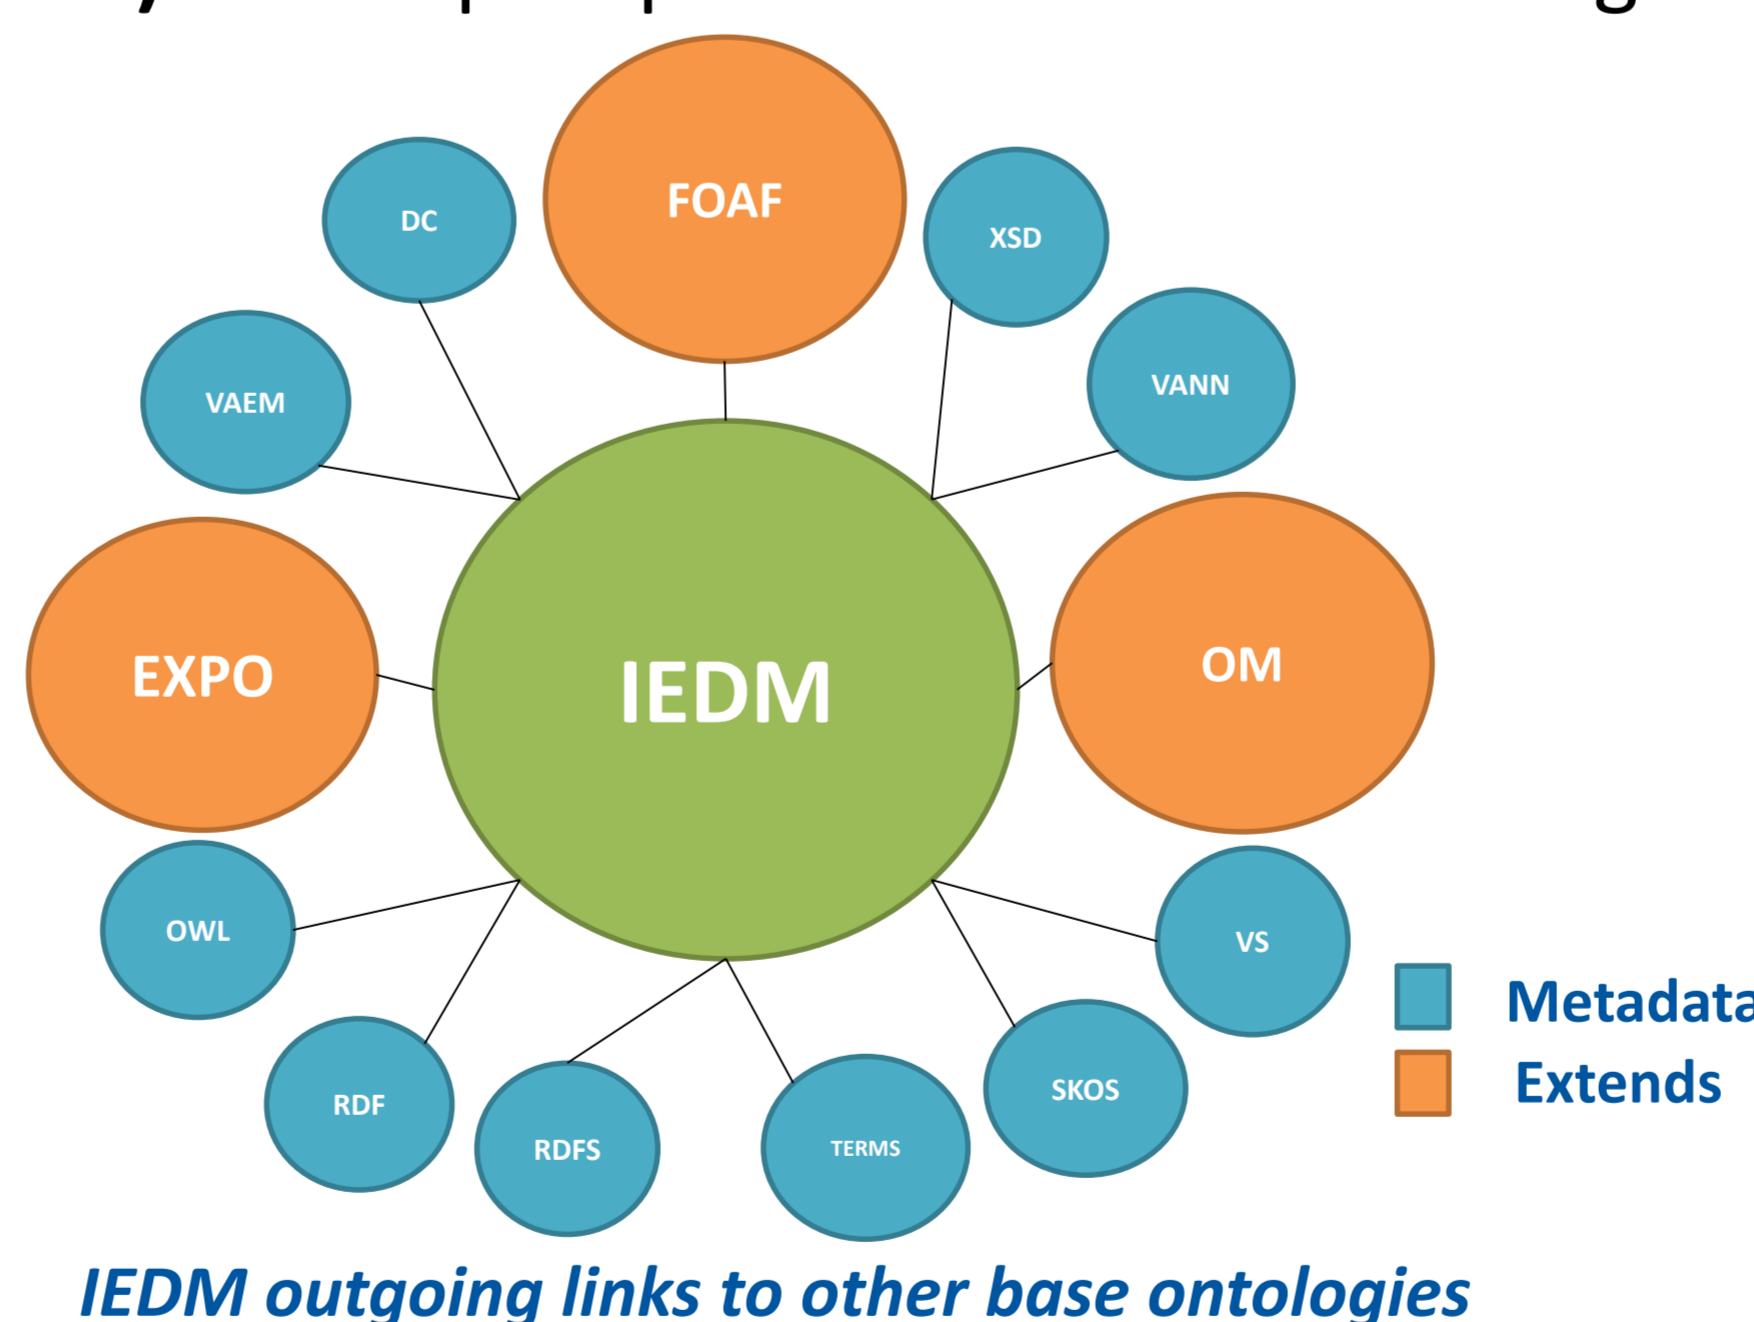 FOAF
DC
XSD
VANN
VAEM
OM
EXPO
IEDM
OWL
VS
Metadata
SKOS
Extends
RDF
RDFS
TERMS
IEDM outgoing links to other base ontologies